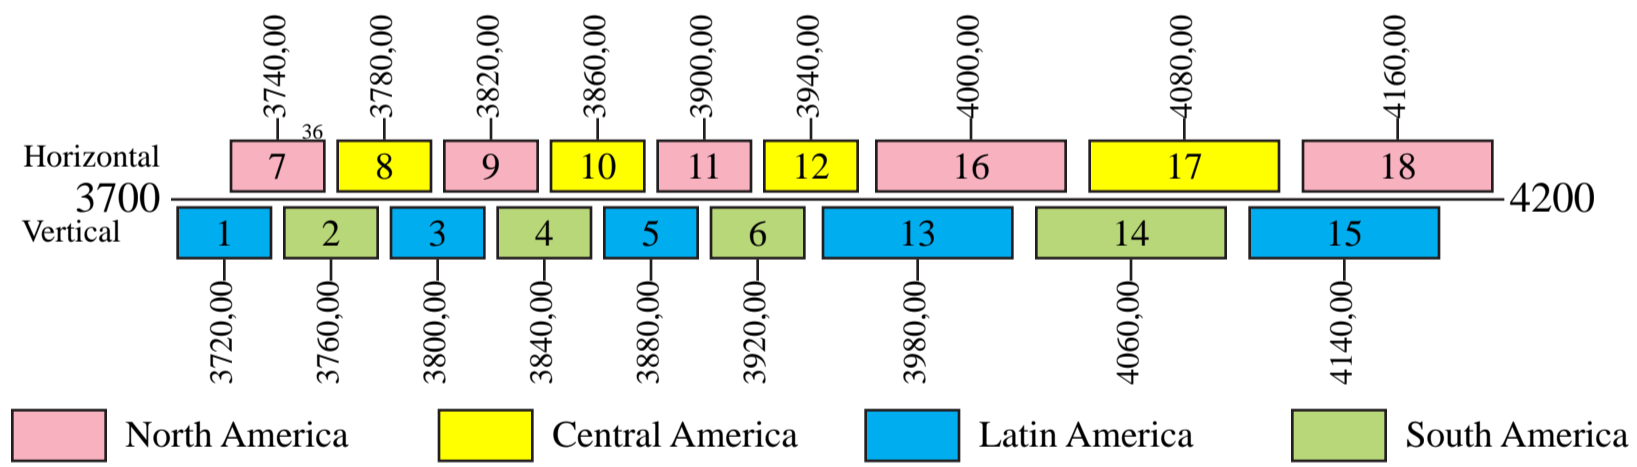 3740,00 3780,00 3820,00 3860,00 3900,00 3940,00 4000,00 4080,00 4160,00
36
Horizontal 7 8 9 10 11 12 16 17 18
3700 4200
Vertical 1 2 3 4 5 6 13 14 15
3720,00 3760,00 3800,00 3840,00 3880,00 3920,00 3980,00 4060,00 4140,00
North America Central America Latin America South America